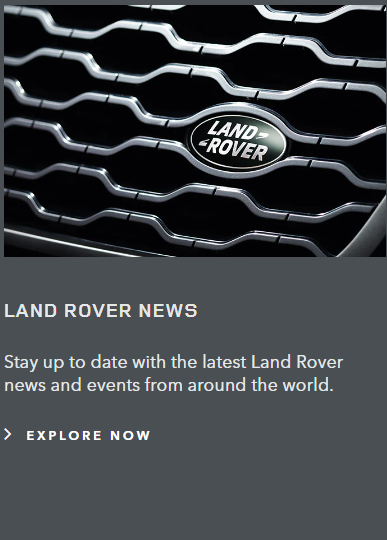 LAND
ROVER
LAND ROVER NEWS
Stay up to date with the latest Land Rover
news and events from around the world.
EXPLORE NOW